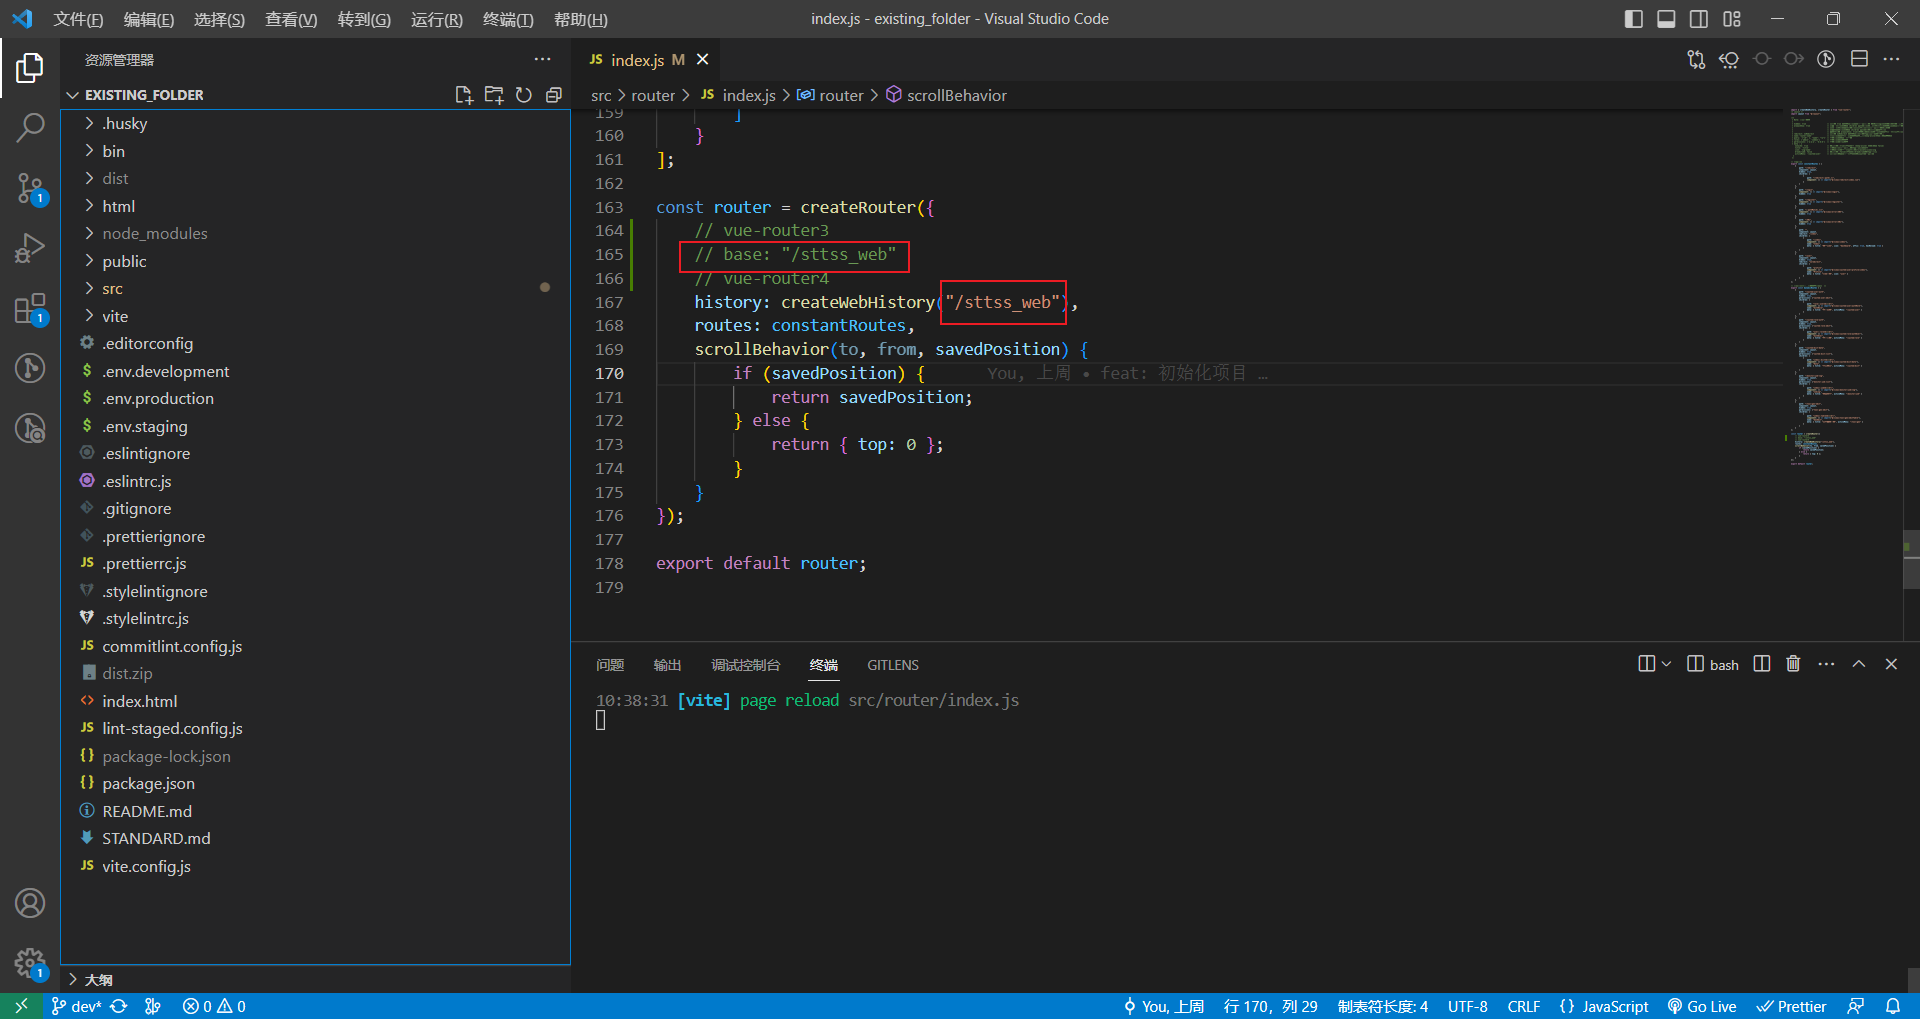 文件(F) 编辑(E) 选择(S) 查看(V) 转到(G) 运行(R) 终端(T) 帮助(H)
index.js - existing_folder - Visual Studio Code
资源管理器
EXISTING_FOLDER
.husky
bin
dist
html
node_modules
public
src
vite
.editorconfig
.env.development
.env.production
.env.staging
.eslintignore
.eslintrc.js
.gitignore
.prettierignore
.prettierrc.js
.stylelintignore
.stylelintrc.js
commitlint.config.js
dist.zip
index.html
lint-staged.config.js
package-lock.json
package.json
README.md
STANDARD.md
vite.config.js
大纲
JS index.js M
src > router > JS index.js > router > scrollBehavior
159 ]
160 }
161 ];
162
163 const router = createRouter({
164 // vue-router3
165 // base: "/sttss_web"
166 // vue-router4
167 history: createWebHistory("/sttss_web"),
168 routes: constantRoutes,
169 scrollBehavior(to, from, savedPosition) {
170 if (savedPosition) { You, 上周 • feat: 初始化项目 …
171 return savedPosition;
172 } else {
173 return { top: 0 };
174 }
175 }
176 });
177
178 export default router;
179
问题 输出 调试控制台 终端 GITLENS
bash
10:38:31 [vite] page reload src/router/index.js
dev* 0 0
You, 上周 行 170，列 29 制表符长度: 4 UTF-8 CRLF {} JavaScript Go Live Prettier